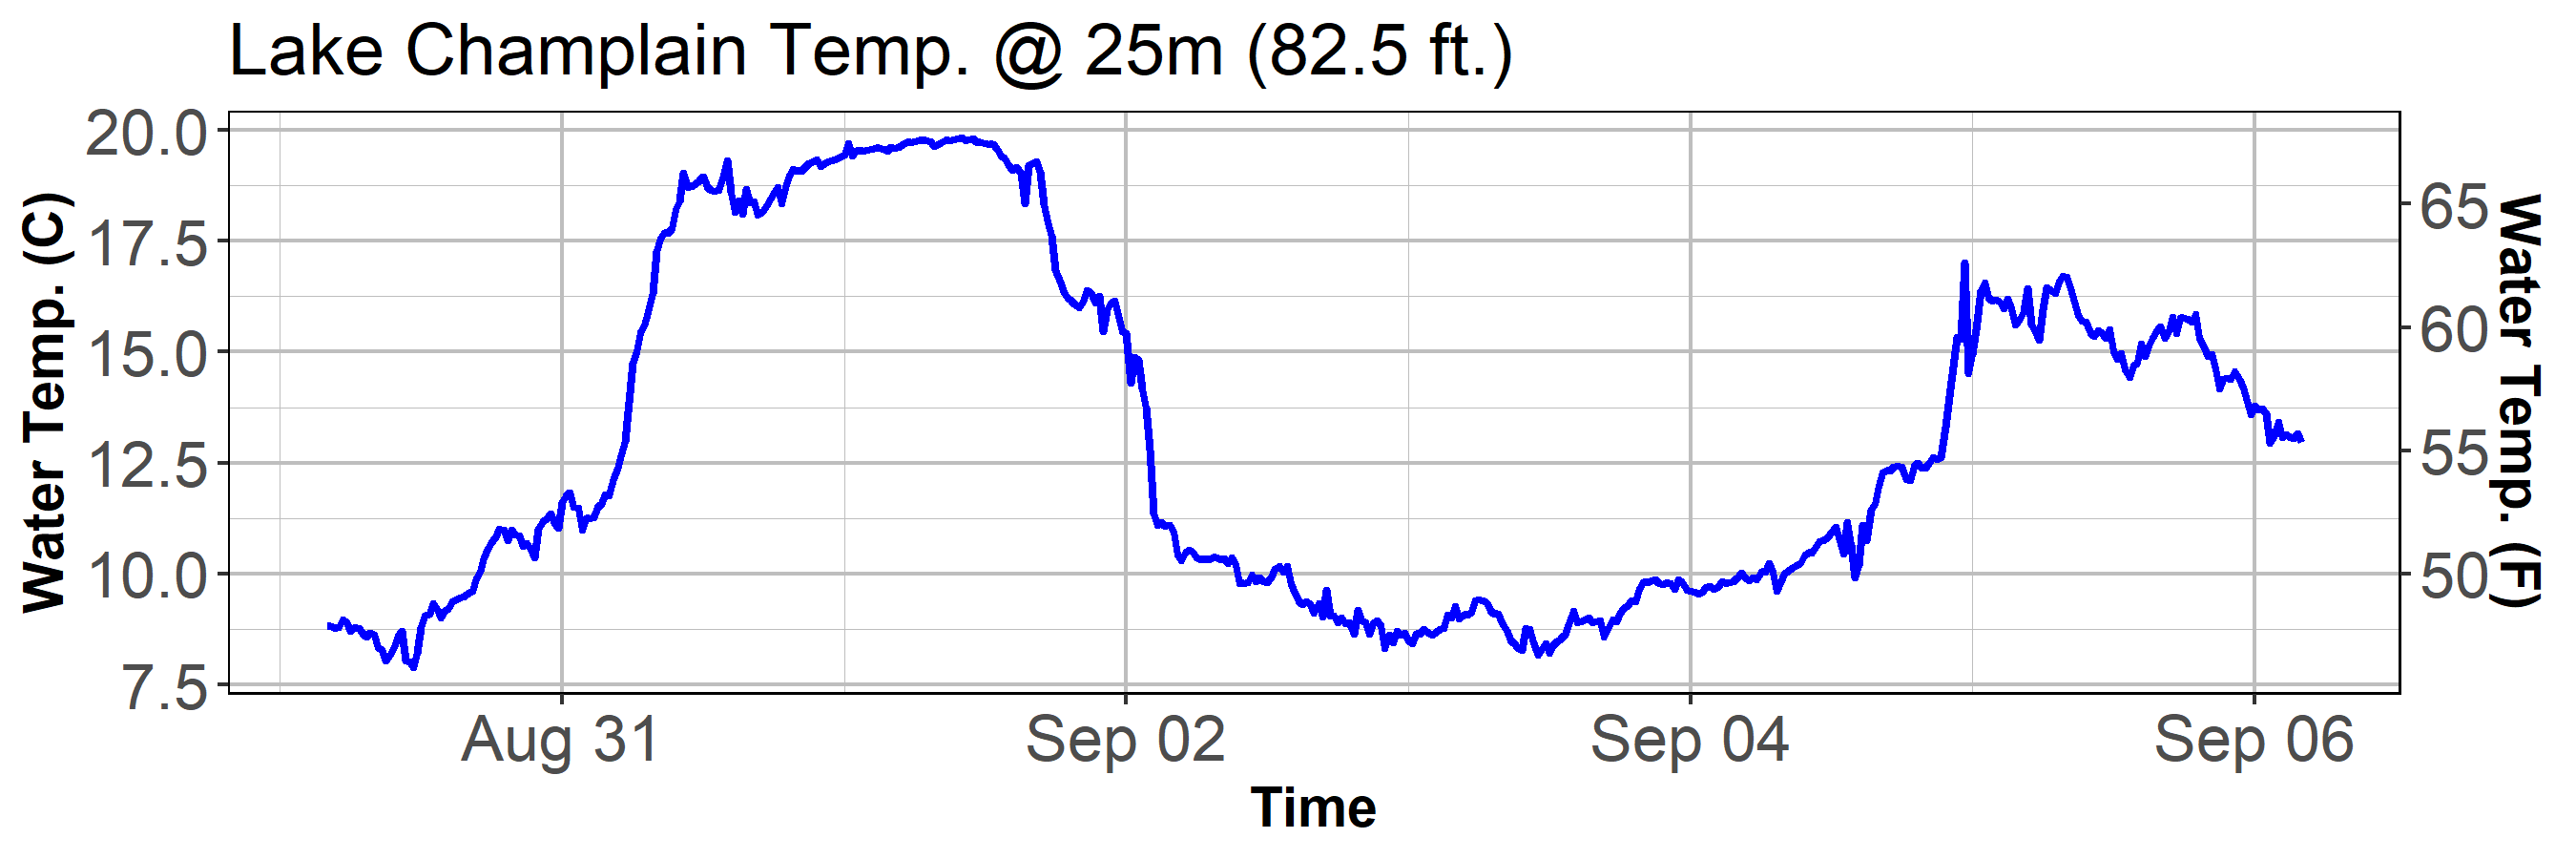 Lake Champlain Temp. @ 25m (82.5 ft.)
Water Temp. (C)
20.0
17.5
15.0
12.5
10.0
7.5
65
60
55
50
Water Temp. (F)
Aug 31 Sep 02 Sep 04 Sep 06
Time